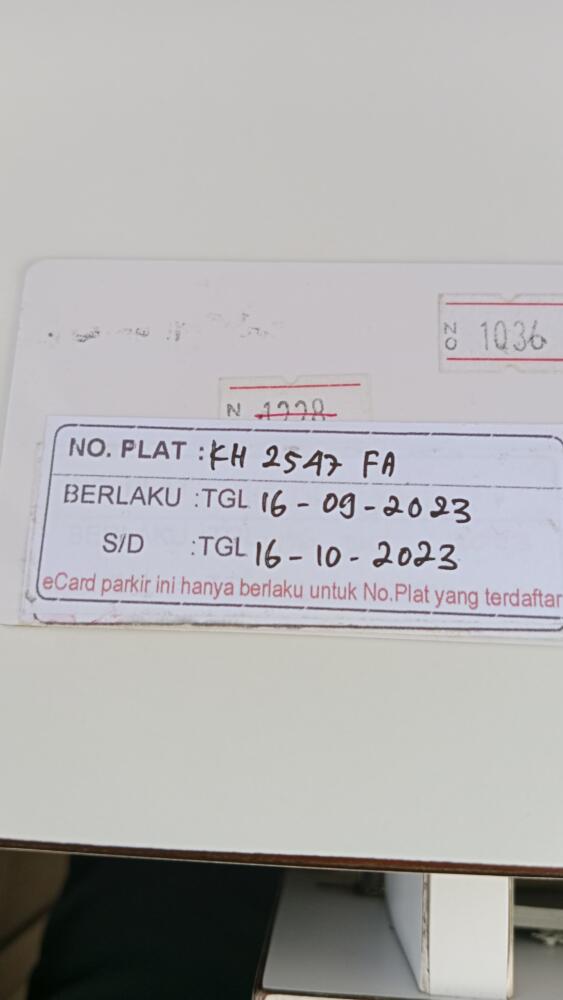 NO 1036
N
NO. PLAT : KH 2547 FA
BERLAKU : TGL 16 - 09 - 2023
S/D : TGL 16 - 10 - 2023
eCard parkir ini hanya berlaku untuk No.Plat yang terdaftar